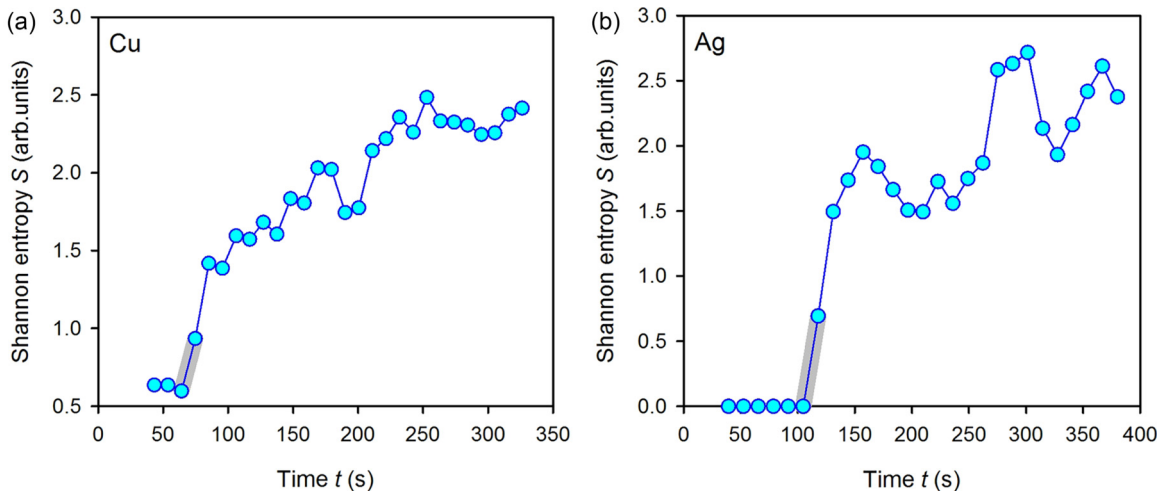 (a)
Cu
3.0
2.5
2.0
1.5
1.0
0.5
Shannon entropy S (arb.units)
0 50 100 150 200 250 300 350
Time t (s)
(b)
Ag
3.0
2.5
2.0
1.5
1.0
0.5
0.0
Shannon entropy S (arb.units)
0 50 100 150 200 250 300 350 400
Time t (s)